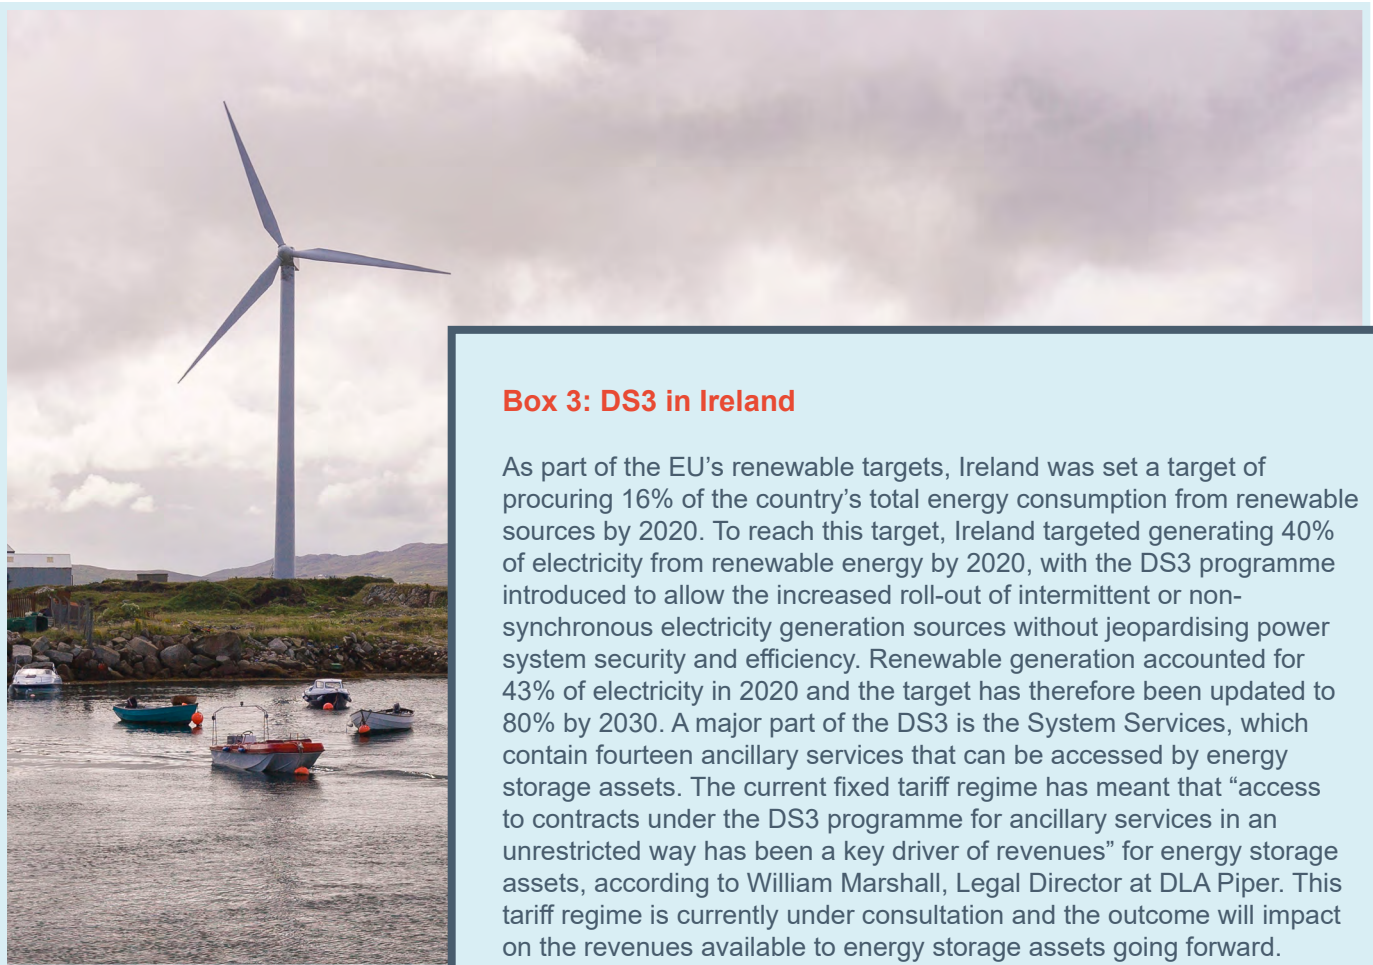 Box 3: DS3 in Ireland
As part of the EU’s renewable targets, Ireland was set a target of
procuring 16% of the country’s total energy consumption from renewable
sources by 2020. To reach this target, Ireland targeted generating 40%
of electricity from renewable energy by 2020, with the DS3 programme
introduced to allow the increased roll-out of intermittent or non-
synchronous electricity generation sources without jeopardising power
system security and efficiency. Renewable generation accounted for
43% of electricity in 2020 and the target has therefore been updated to
80% by 2030. A major part of the DS3 is the System Services, which
contain fourteen ancillary services that can be accessed by energy
storage assets. The current fixed tariff regime has meant that “access
to contracts under the DS3 programme for ancillary services in an
unrestricted way has been a key driver of revenues” for energy storage
assets, according to William Marshall, Legal Director at DLA Piper. This
tariff regime is currently under consultation and the outcome will impact
on the revenues available to energy storage assets going forward.